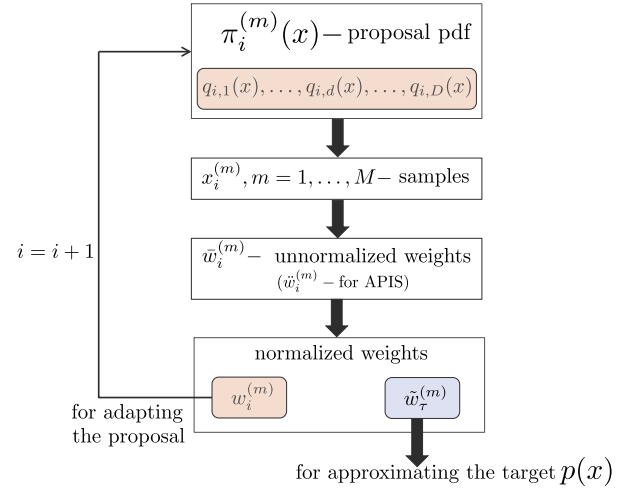 π_i^{(m)}(x) – proposal pdf
q_{i,1}(x), . . . , q_{i,d}(x), . . . , q_{i,D}(x)
x_i^{(m)}, m = 1, . . . , M – samples
i = i + 1
w̄_i^{(m)} – unnormalized weights
(ẅ_i^{(m)} – for APIS)
normalized weights
w_i^{(m)}
w̃_τ^{(m)}
for adapting
the proposal
for approximating the target p(x)